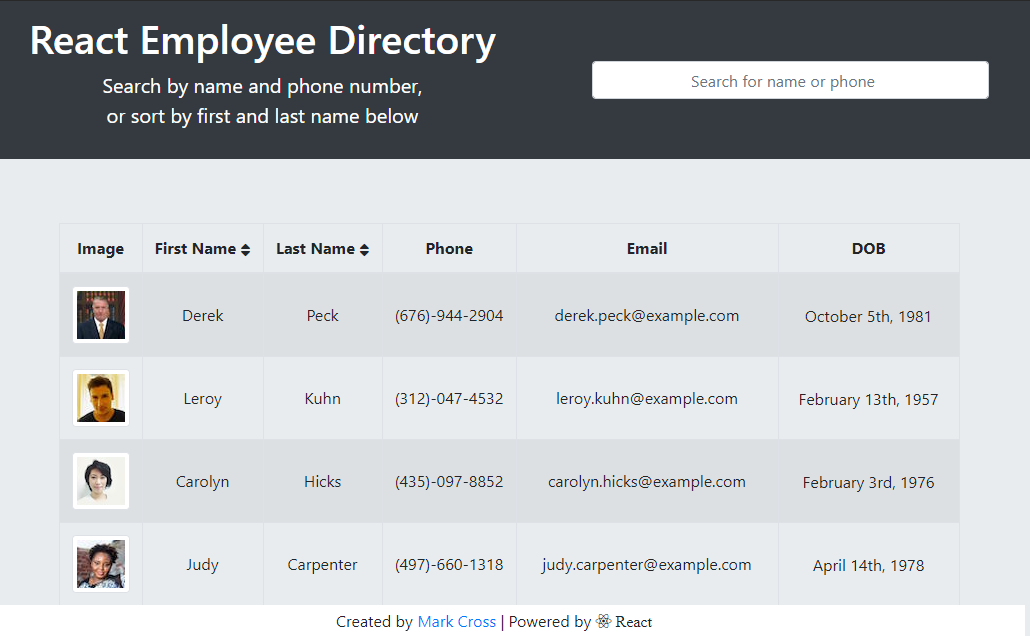 React Employee Directory
Search by name and phone number,
or sort by first and last name below
Search for name or phone
Image First Name Last Name Phone Email DOB
Derek Peck (676)-944-2904 derek.peck@example.com October 5th, 1981
Leroy Kuhn (312)-047-4532 leroy.kuhn@example.com February 13th, 1957
Carolyn Hicks (435)-097-8852 carolyn.hicks@example.com February 3rd, 1976
Judy Carpenter (497)-660-1318 judy.carpenter@example.com April 14th, 1978
Created by Mark Cross | Powered by React